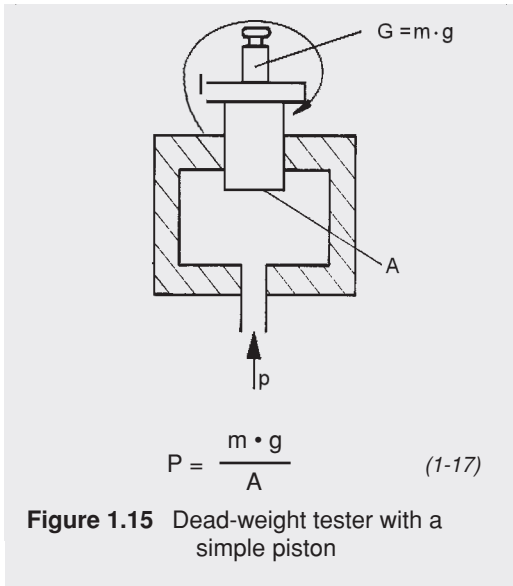 G =m·g
A
p
P = m • g / A (1-17)
Figure 1.15 Dead-weight tester with a
simple piston